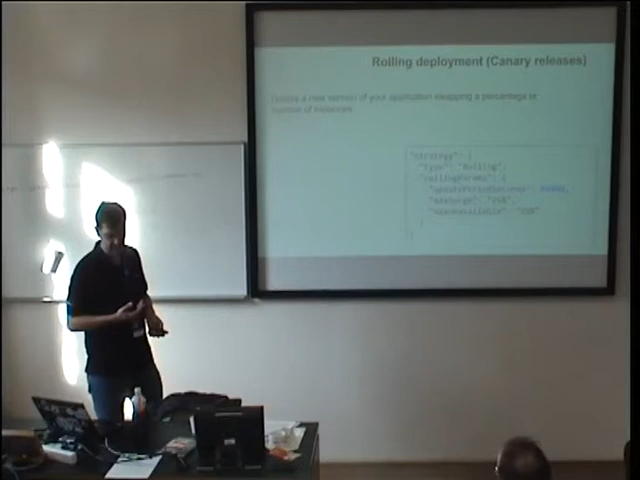 Rolling deployment (Canary releases)
a new version of your application swapping a percentage or
number of instances
"strategy": {
"type": "Rolling",
"rollingParams": {
"maxSurge": "25%",
"maxUnavailable": "25%"
}
}